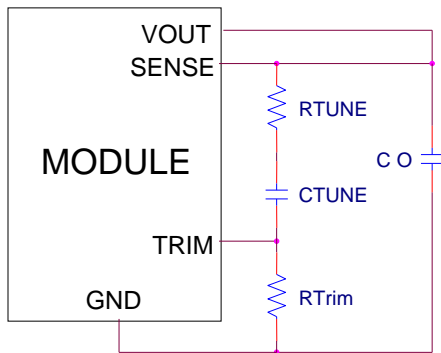 VOUT
SENSE
RTUNE
MODULE
C O
CTUNE
TRIM
RTrim
GND